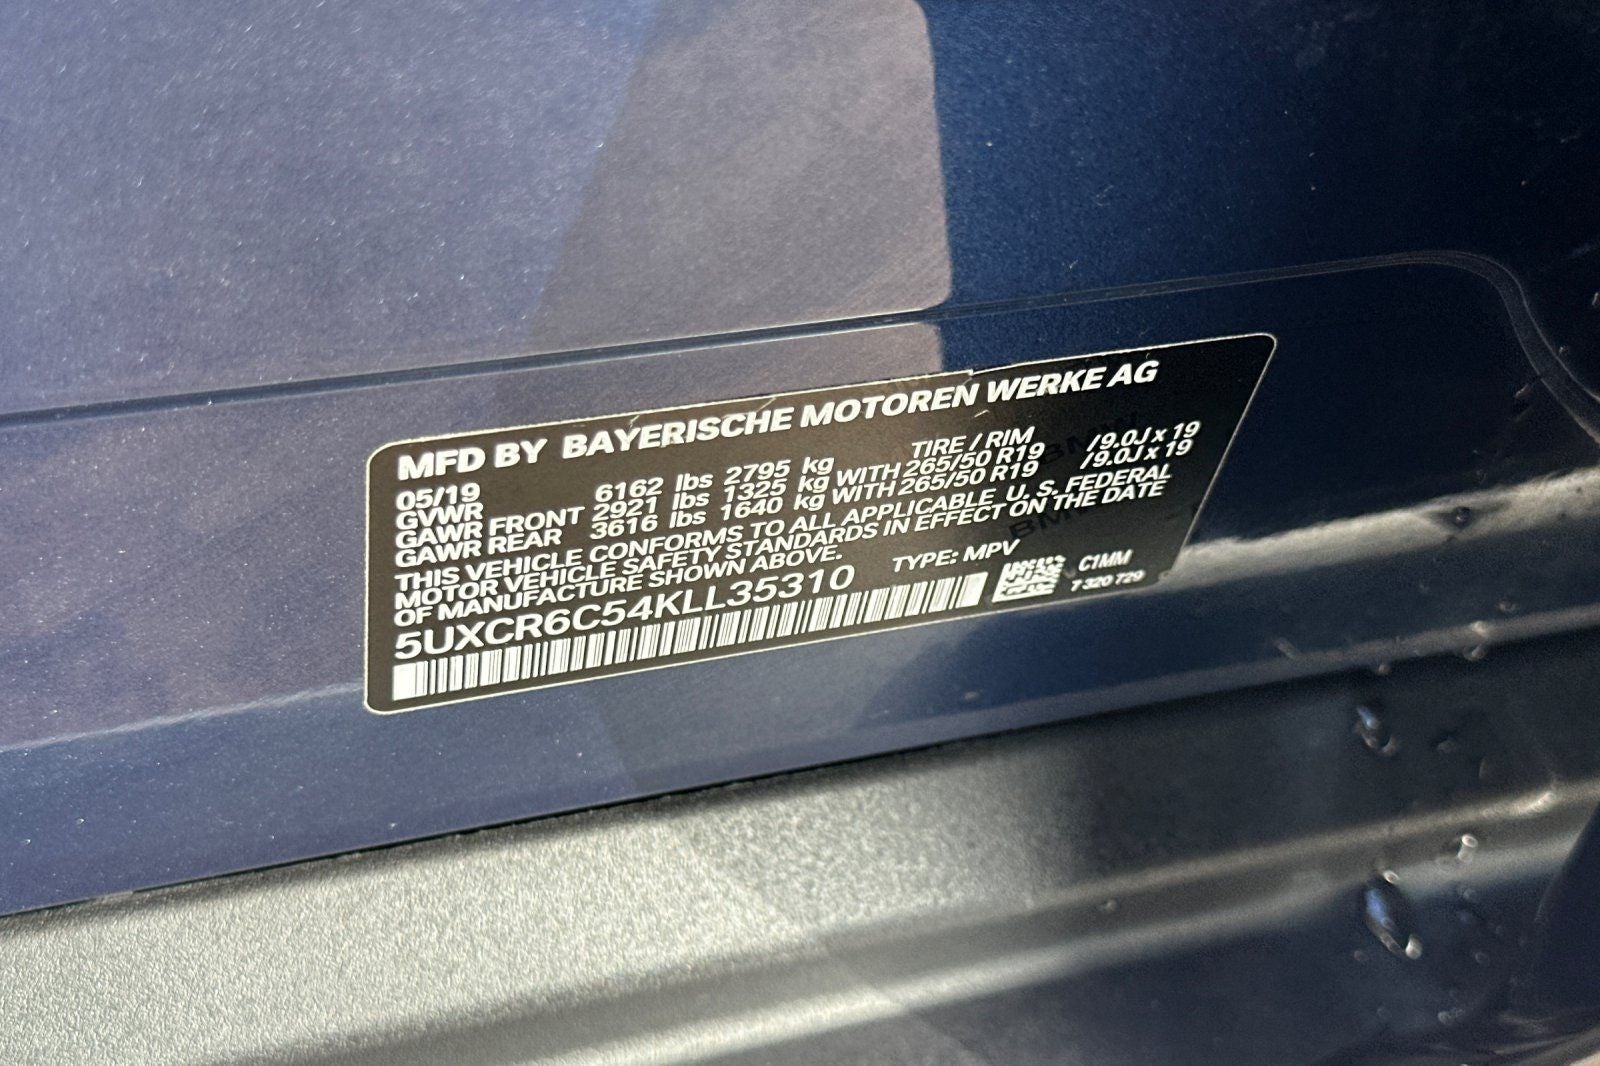 MFD BY BAYERISCHE MOTOREN WERKE AG
05/19 TIRE / RIM
GVWR 6162 lbs 2795 kg
GAWR FRONT 2921 lbs 1325 kg WITH 265/50 R19 /9.0J x 19
GAWR REAR 3616 lbs 1640 kg WITH 265/50 R19 /9.0J x 19
THIS VEHICLE CONFORMS TO ALL APPLICABLE U. S. FEDERAL
MOTOR VEHICLE SAFETY STANDARDS IN EFFECT ON THE DATE
OF MANUFACTURE SHOWN ABOVE.
TYPE: MPV
5UXCR6C54KLL35310
C1MM
7 320 729